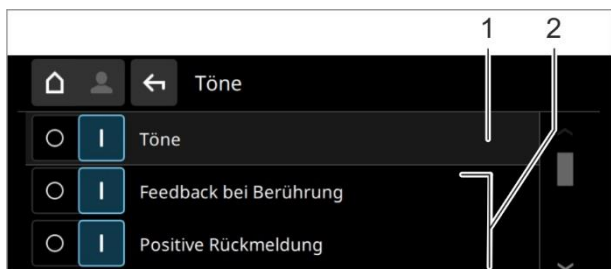 1 2
Töne
Töne
Feedback bei Berührung
Positive Rückmeldung